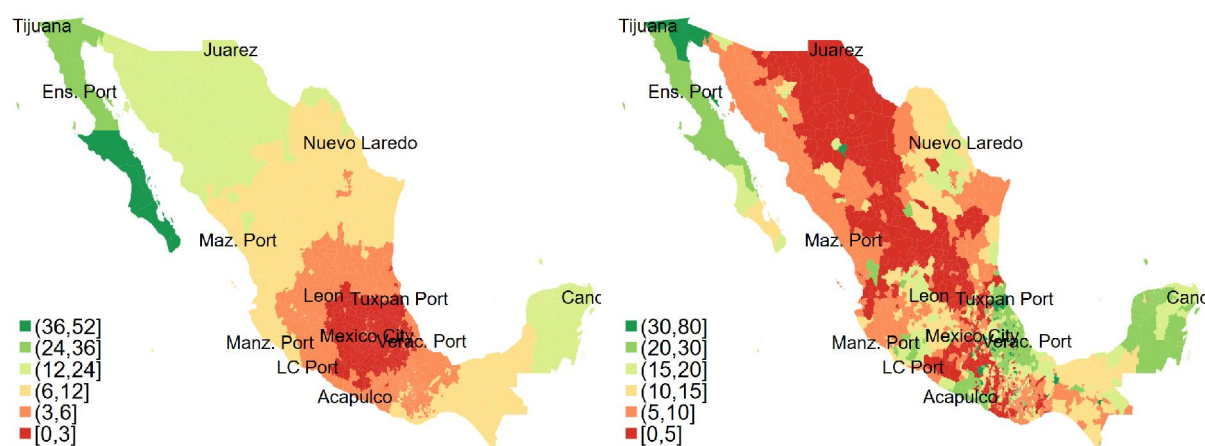 Tijuana
Juarez
Ens. Port
Nuevo Laredo
Maz. Port
Leon
Tuxpan Port
Canc
Mexico City
Verac. Port
Manz. Port
LC Port
Acapulco
(36,52]
(24,36]
(12,24]
(6,12]
(3,6]
[0,3]
Tijuana
Juarez
Ens. Port
Nuevo Laredo
Maz. Port
Leon
Tuxpan Port
Canc
Mexico City
Verac. Port
Manz. Port
LC Port
Acapulco
(30,80]
(20,30]
(15,20]
(10,15]
(5,10]
[0,5]